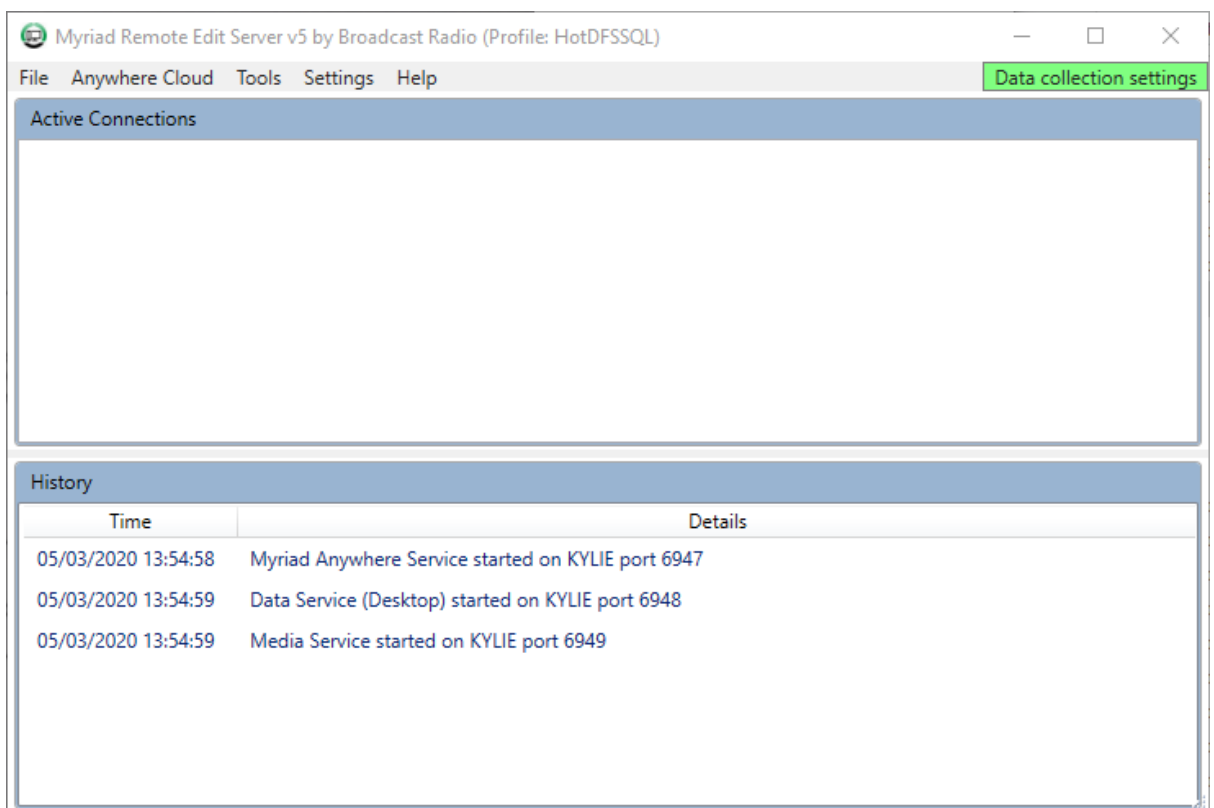 Myriad Remote Edit Server v5 by Broadcast Radio (Profile: HotDFSSQL)
File Anywhere Cloud Tools Settings Help Data collection settings
Active Connections
History
Time Details
05/03/2020 13:54:58 Myriad Anywhere Service started on KYLIE port 6947
05/03/2020 13:54:59 Data Service (Desktop) started on KYLIE port 6948
05/03/2020 13:54:59 Media Service started on KYLIE port 6949